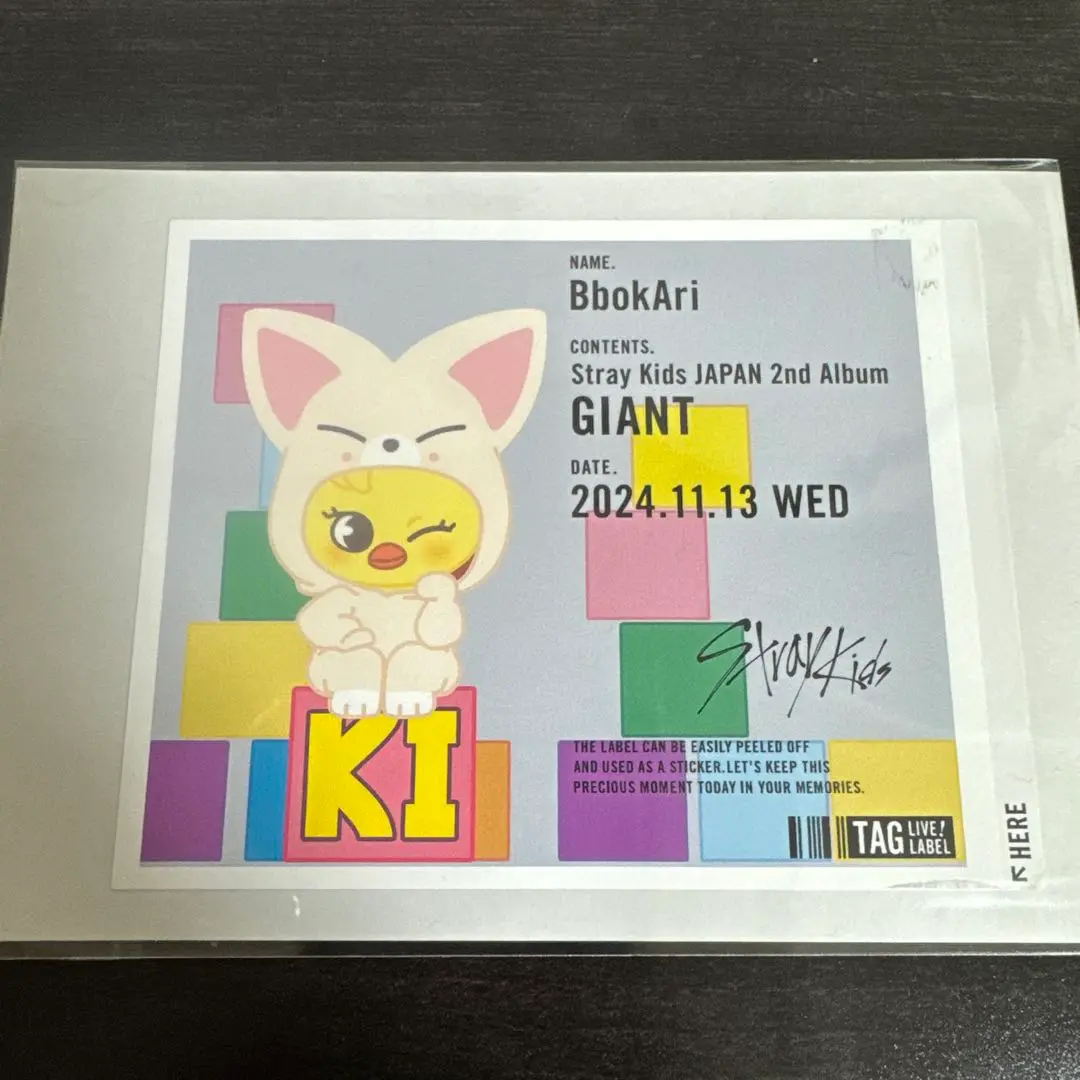 NAME.
BbokAri
CONTENTS.
Stray Kids JAPAN 2nd Album
GIANT
DATE.
2024.11.13 WED
Stray Kids
KI
THE LABEL CAN BE EASILY PEELED OFF
AND USED AS A STICKER.LET'S KEEP THIS
PRECIOUS MOMENT TODAY IN YOUR MEMORIES.
TAG LIVE! LABEL
↖HERE